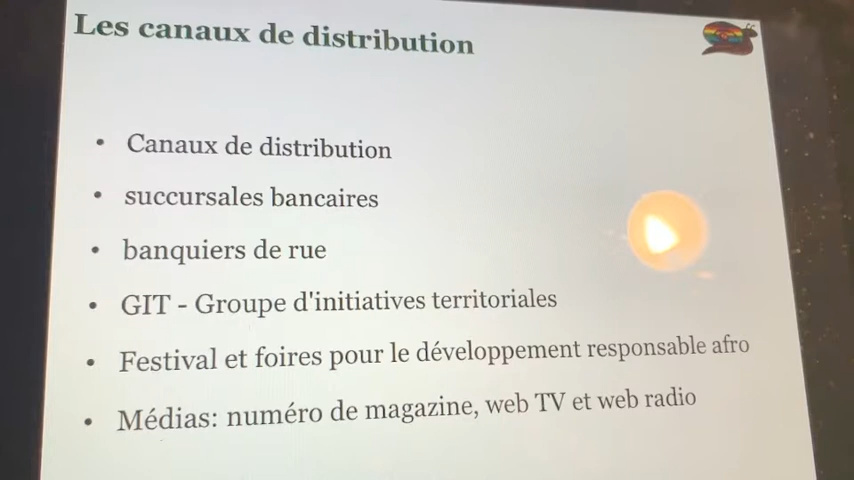 Les canaux de distribution
• Canaux de distribution
• succursales bancaires
• banquiers de rue
• GIT - Groupe d'initiatives territoriales
• Festival et foires pour le développement responsable afro
• Médias: numéro de magazine, web TV et web radio